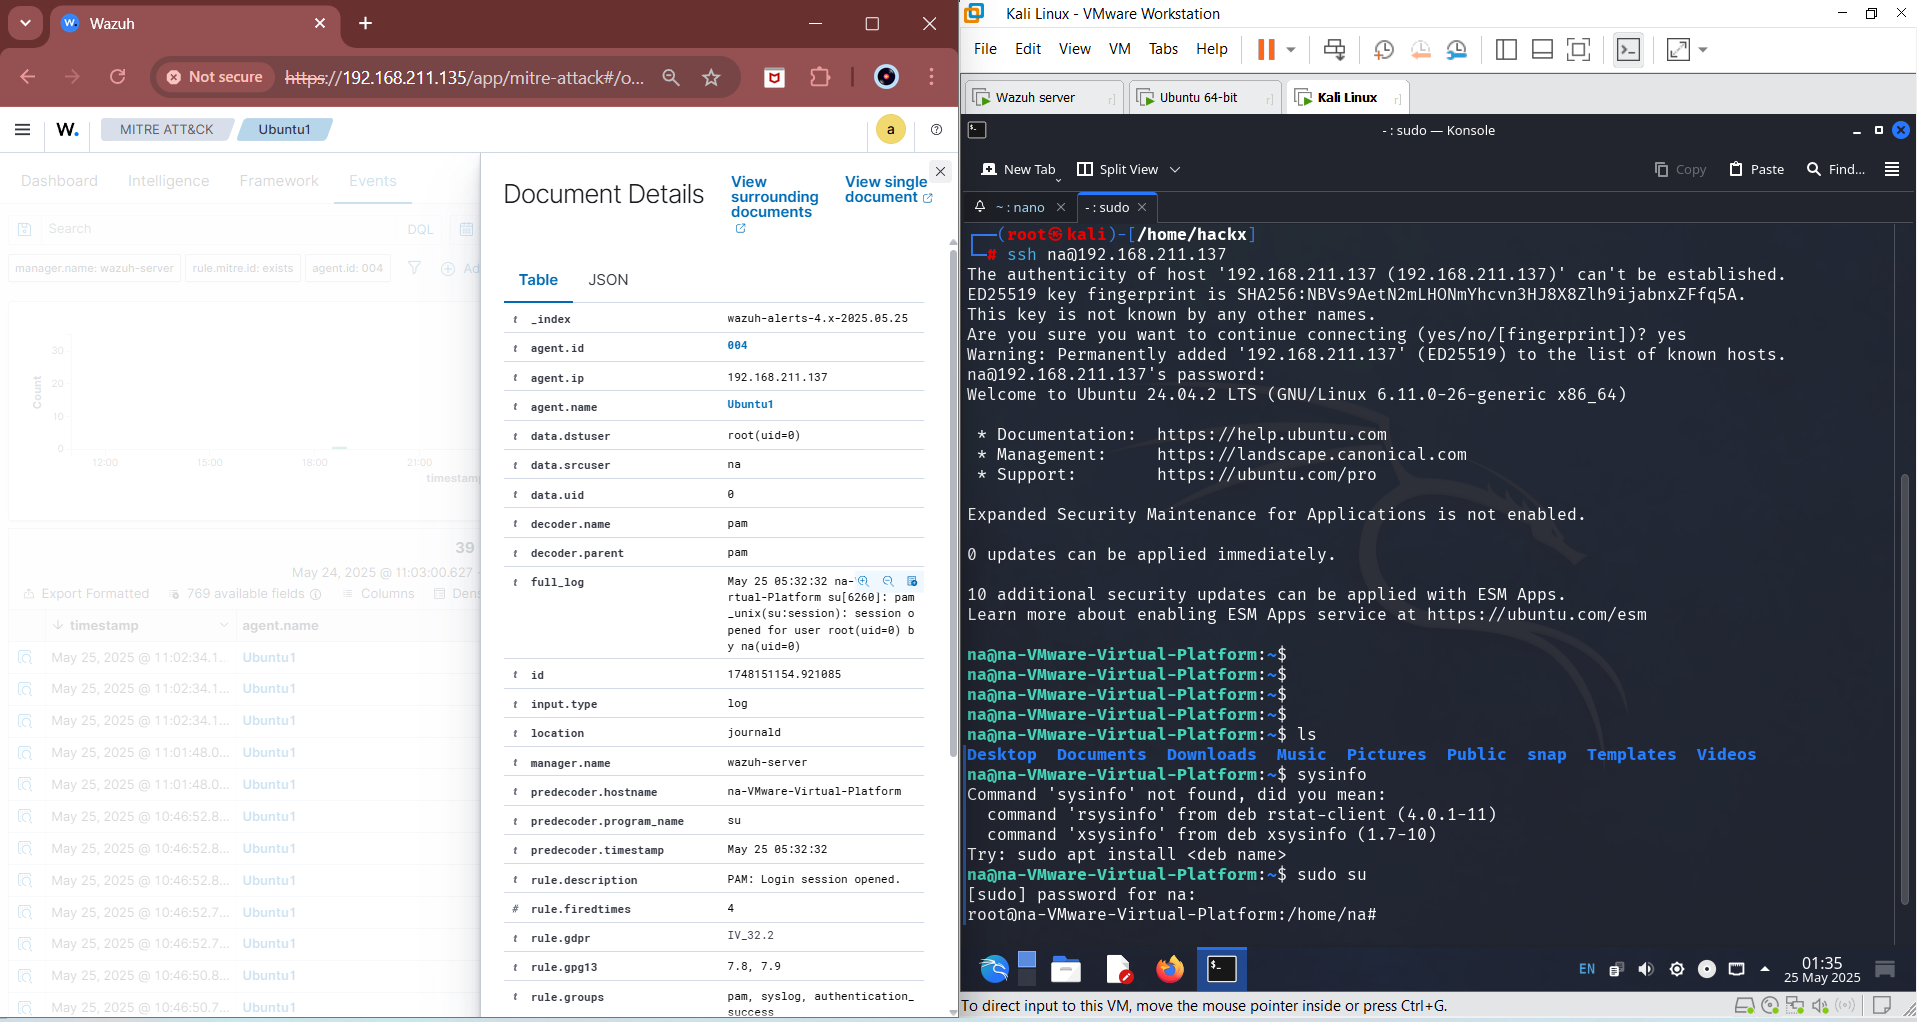 Wazuh
Not secure
https://192.168.211.135/app/mitre-attack#/o...
W.
MITRE ATT&CK
Ubuntu1
a
Dashboard
Intelligence
Framework
Events
Search
DQL
manager.name: wazuh-server
rule.mitre.id: exists
agent.id: 004
Ad
Count
30
20
10
0
12:00
15:00
18:00
21:00
timestamp
39
May 24, 2025 @ 11:03:00.627 -
Export Formatted
769 available fields
Columns
Dens
timestamp
agent.name
May 25, 2025 @ 11:02:34.1... Ubuntu1
May 25, 2025 @ 11:02:34.1... Ubuntu1
May 25, 2025 @ 11:02:34.1... Ubuntu1
May 25, 2025 @ 11:01:48.0... Ubuntu1
May 25, 2025 @ 11:01:48.0... Ubuntu1
May 25, 2025 @ 10:46:52.8... Ubuntu1
May 25, 2025 @ 10:46:52.8... Ubuntu1
May 25, 2025 @ 10:46:52.8... Ubuntu1
May 25, 2025 @ 10:46:52.7... Ubuntu1
May 25, 2025 @ 10:46:52.7... Ubuntu1
May 25, 2025 @ 10:46:50.8... Ubuntu1
May 25, 2025 @ 10:46:50.7... Ubuntu1
Document Details
View
surrounding
documents
View single
document
Table
JSON
t _index wazuh-alerts-4.x-2025.05.25
t agent.id 004
t agent.ip 192.168.211.137
t agent.name Ubuntu1
t data.dstuser root(uid=0)
t data.srcuser na
t data.uid 0
t decoder.name pam
t decoder.parent pam
t full_log May 25 05:32:32 na-
rtual-Platform su[6260]: pam
_unix(su:session): session o
pened for user root(uid=0) b
y na(uid=0)
t id 1748151154.921085
t input.type log
t location journald
t manager.name wazuh-server
t predecoder.hostname na-VMware-Virtual-Platform
t predecoder.program_name su
t predecoder.timestamp May 25 05:32:32
t rule.description PAM: Login session opened.
# rule.firedtimes 4
t rule.gdpr IV_32.2
t rule.gpg13 7.8, 7.9
t rule.groups pam, syslog, authentication_
success
Kali Linux - VMware Workstation
File Edit View VM Tabs Help
Wazuh server
Ubuntu 64-bit
Kali Linux
- : sudo — Konsole
New Tab
Split View
Copy
Paste
Find...
~ : nano
- : sudo
(root㉿kali)-[/home/hackx]
# ssh na@192.168.211.137
The authenticity of host '192.168.211.137 (192.168.211.137)' can't be established.
ED25519 key fingerprint is SHA256:NBVs9AetN2mLHONmYhcvn3HJ8X8Zlh9ijabnxZFfq5A.
This key is not known by any other names.
Are you sure you want to continue connecting (yes/no/[fingerprint])? yes
Warning: Permanently added '192.168.211.137' (ED25519) to the list of known hosts.
na@192.168.211.137's password:
Welcome to Ubuntu 24.04.2 LTS (GNU/Linux 6.11.0-26-generic x86_64)
* Documentation: https://help.ubuntu.com
* Management: https://landscape.canonical.com
* Support: https://ubuntu.com/pro
Expanded Security Maintenance for Applications is not enabled.
0 updates can be applied immediately.
10 additional security updates can be applied with ESM Apps.
Learn more about enabling ESM Apps service at https://ubuntu.com/esm
na@na-VMware-Virtual-Platform:~$
na@na-VMware-Virtual-Platform:~$
na@na-VMware-Virtual-Platform:~$
na@na-VMware-Virtual-Platform:~$
na@na-VMware-Virtual-Platform:~$ ls
Desktop Documents Downloads Music Pictures Public snap Templates Videos
na@na-VMware-Virtual-Platform:~$ sysinfo
Command 'sysinfo' not found, did you mean:
command 'rsysinfo' from deb rstat-client (4.0.1-11)
command 'xsysinfo' from deb xsysinfo (1.7-10)
Try: sudo apt install <deb name>
na@na-VMware-Virtual-Platform:~$ sudo su
[sudo] password for na:
root@na-VMware-Virtual-Platform:/home/na#
EN
01:35
25 May 2025
To direct input to this VM, move the mouse pointer inside or press Ctrl+G.